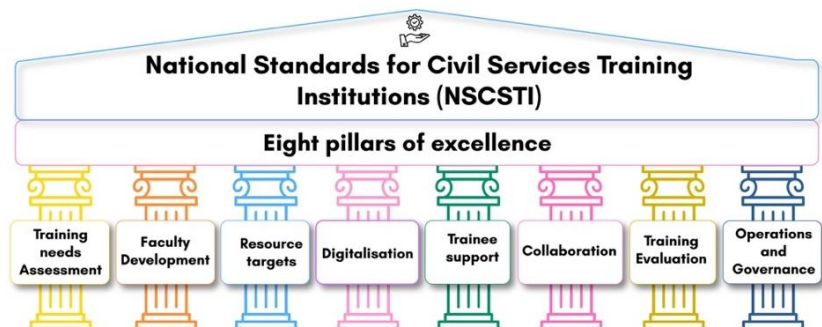 National Standards for Civil Services Training
Institutions (NSCSTI)
Eight pillars of excellence
Training
needs
Assessment
Faculty
Development
Resource
targets
Digitalisation
Trainee
support
Collaboration
Training
Evaluation
Operations
and
Governance